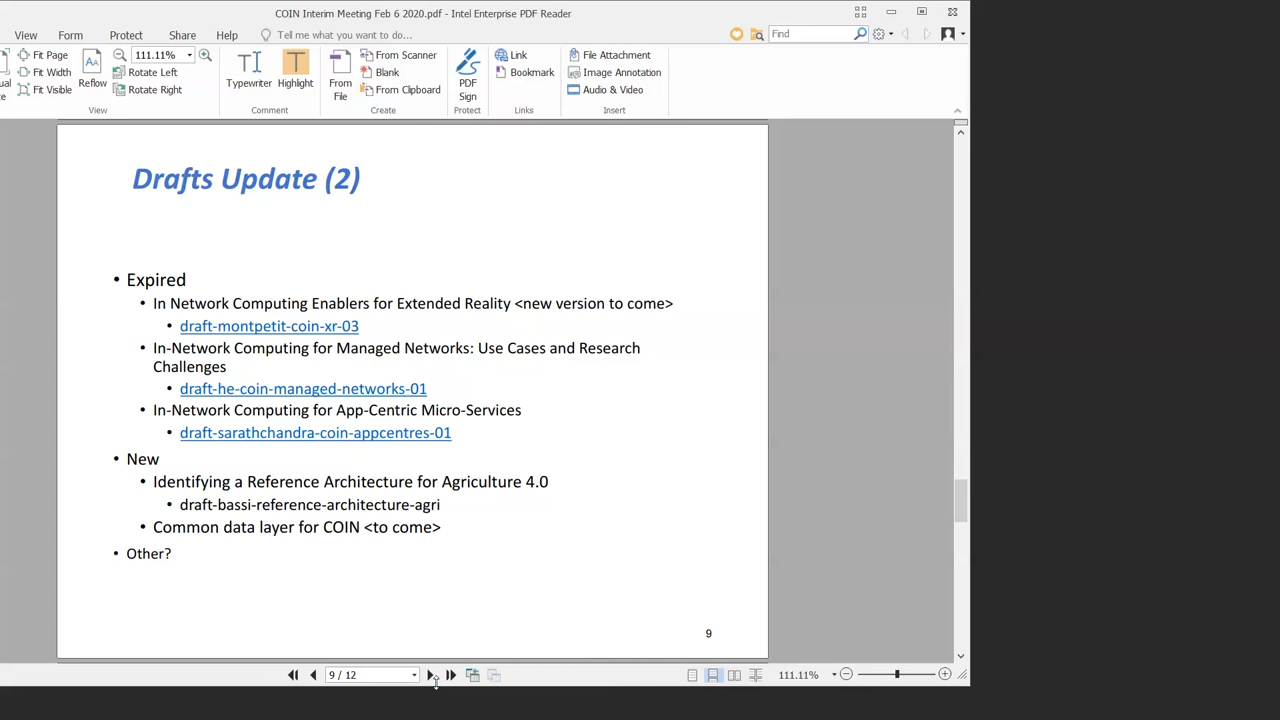 COIN Interim Meeting Feb 6 2020.pdf - Intel Enterprise PDF Reader
View Form Protect Share Help Tell me what you want to do... Find
Fit Page 111.11% From Scanner Link File Attachment
Fit Width Rotate Left Blank Bookmark Image Annotation
Fit Visible Reflow Rotate Right Typewriter Highlight From File From Clipboard PDF Sign Audio & Video
View Comment Create Protect Links Insert
Drafts Update (2)
• Expired
• In Network Computing Enablers for Extended Reality <new version to come>
• draft-montpetit-coin-xr-03
• In-Network Computing for Managed Networks: Use Cases and Research
Challenges
• draft-he-coin-managed-networks-01
• In-Network Computing for App-Centric Micro-Services
• draft-sarathchandra-coin-appcentres-01
• New
• Identifying a Reference Architecture for Agriculture 4.0
• draft-bassi-reference-architecture-agri
• Common data layer for COIN <to come>
• Other?
9
9 / 12 111.11%